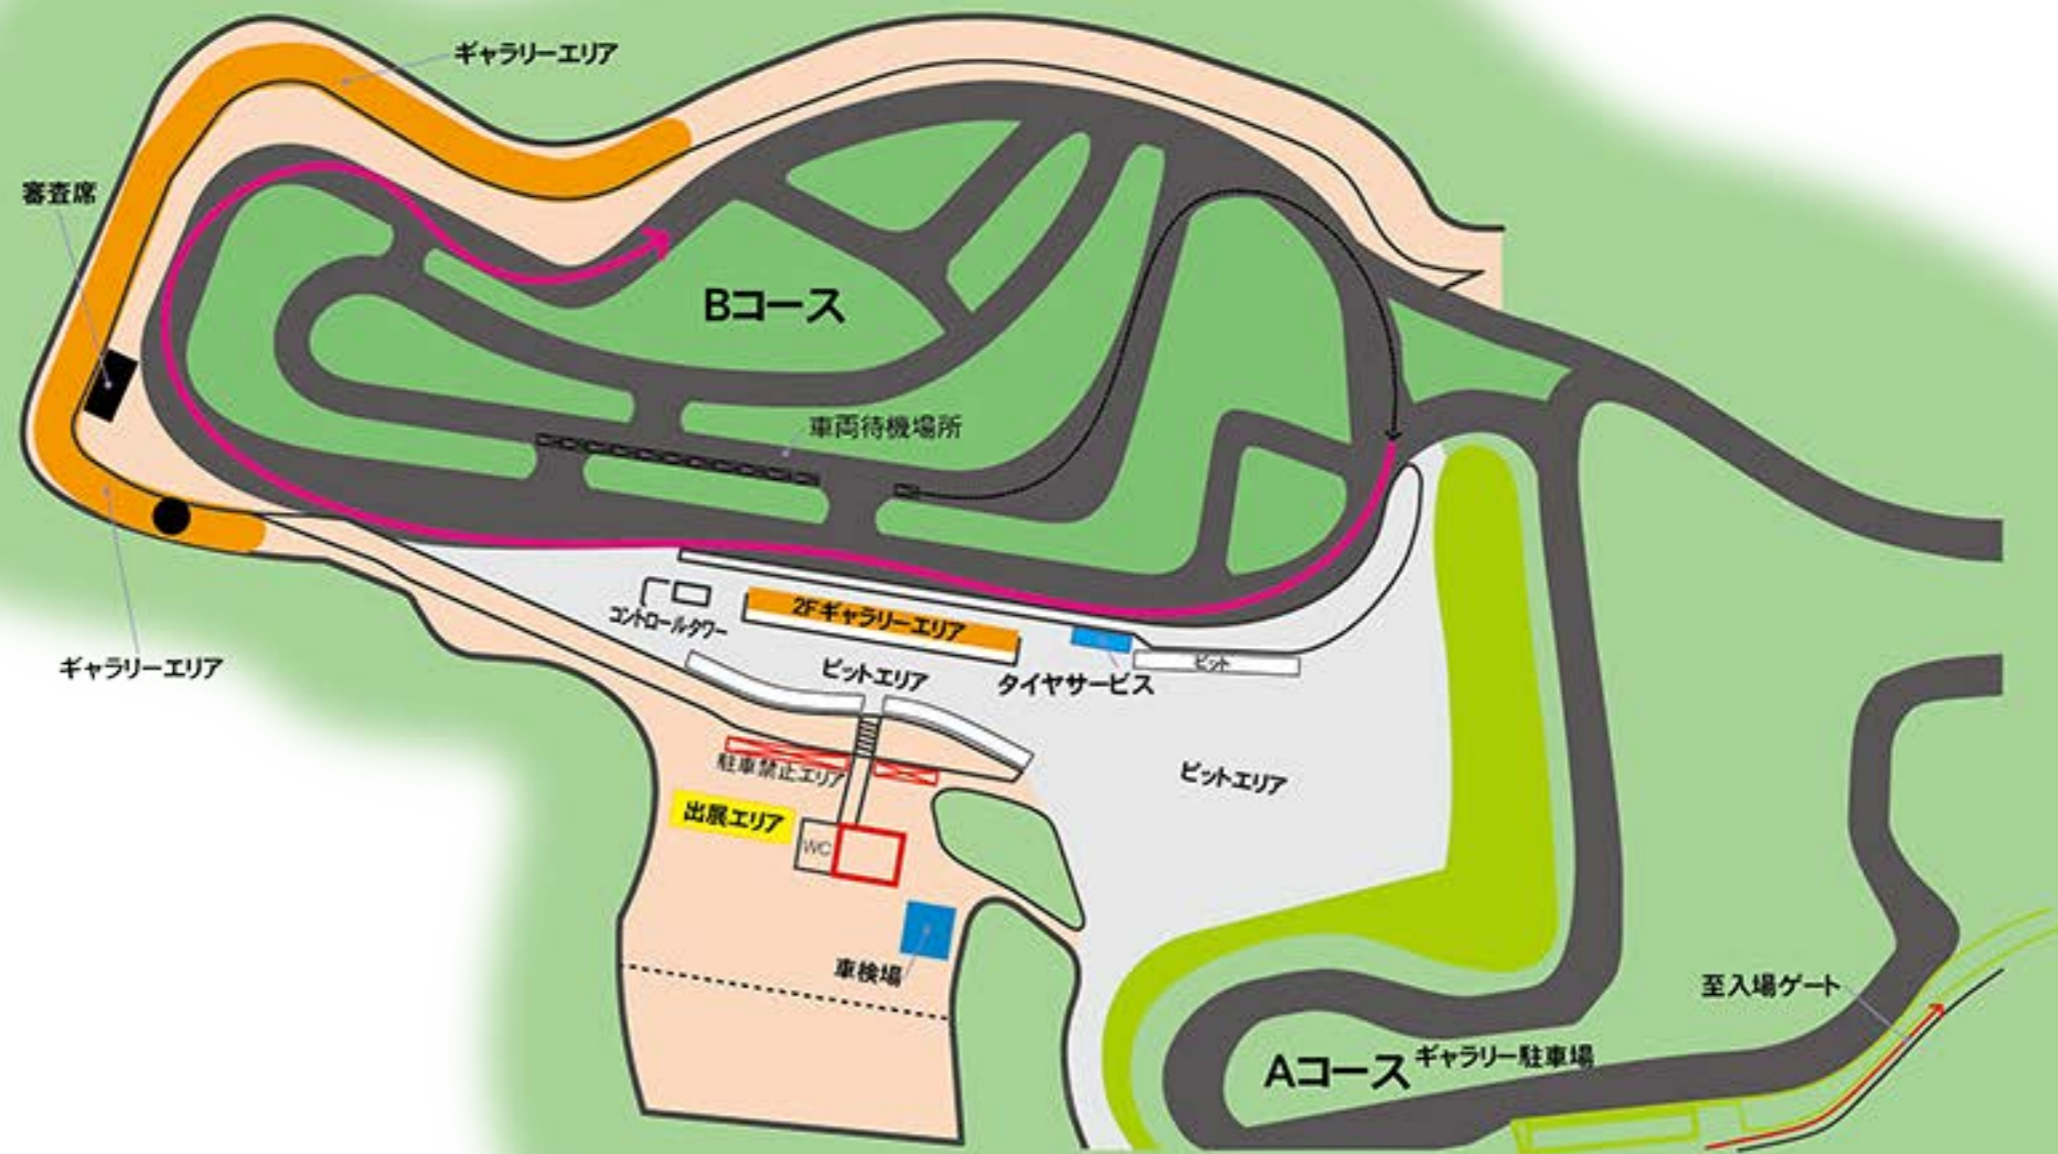 ギャラリーエリア
審査席
Bコース
車両待機場所
コントロールタワー
2Fギャラリーエリア
ギャラリーエリア
ピットエリア
タイヤサービス
ピット
駐車禁止エリア
ピットエリア
出展エリア
WC
車検場
至入場ゲート
Aコース
ギャラリー駐車場